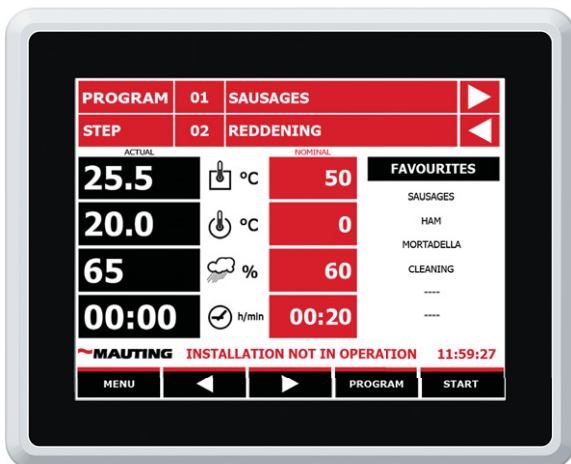 PROGRAM 01 SAUSAGES
STEP 02 REDDENING
ACTUAL NOMINAL
25.5 °C 50
20.0 °C 0
65 % 60
00:00 h/min 00:20
FAVOURITES
SAUSAGES
HAM
MORTADELLA
CLEANING
----
----
MAUTING INSTALLATION NOT IN OPERATION 11:59:27
MENU PROGRAM START